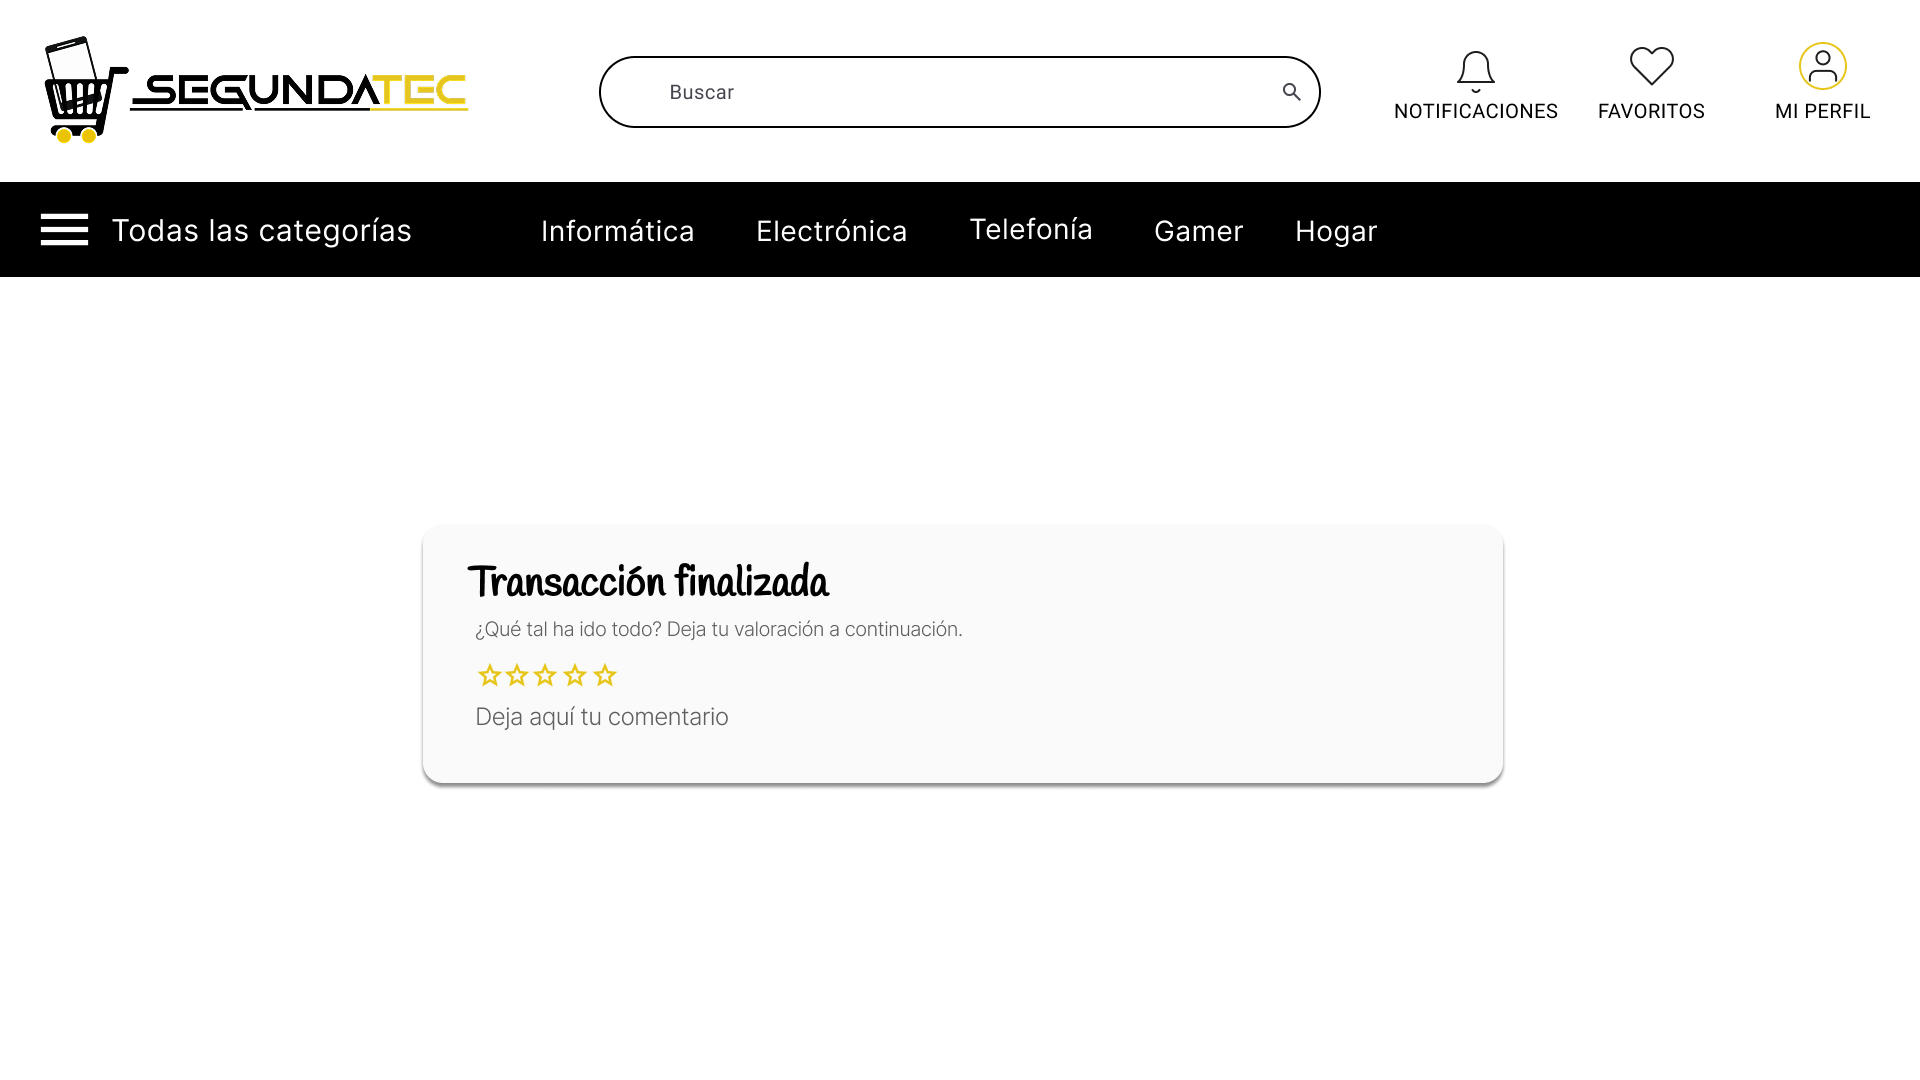 SEGUNDATEC
Buscar
NOTIFICACIONES
FAVORITOS
MI PERFIL
Todas las categorías
Informática
Electrónica
Telefonía
Gamer
Hogar
Transacción finalizada
¿Qué tal ha ido todo? Deja tu valoración a continuación.
Deja aquí tu comentario